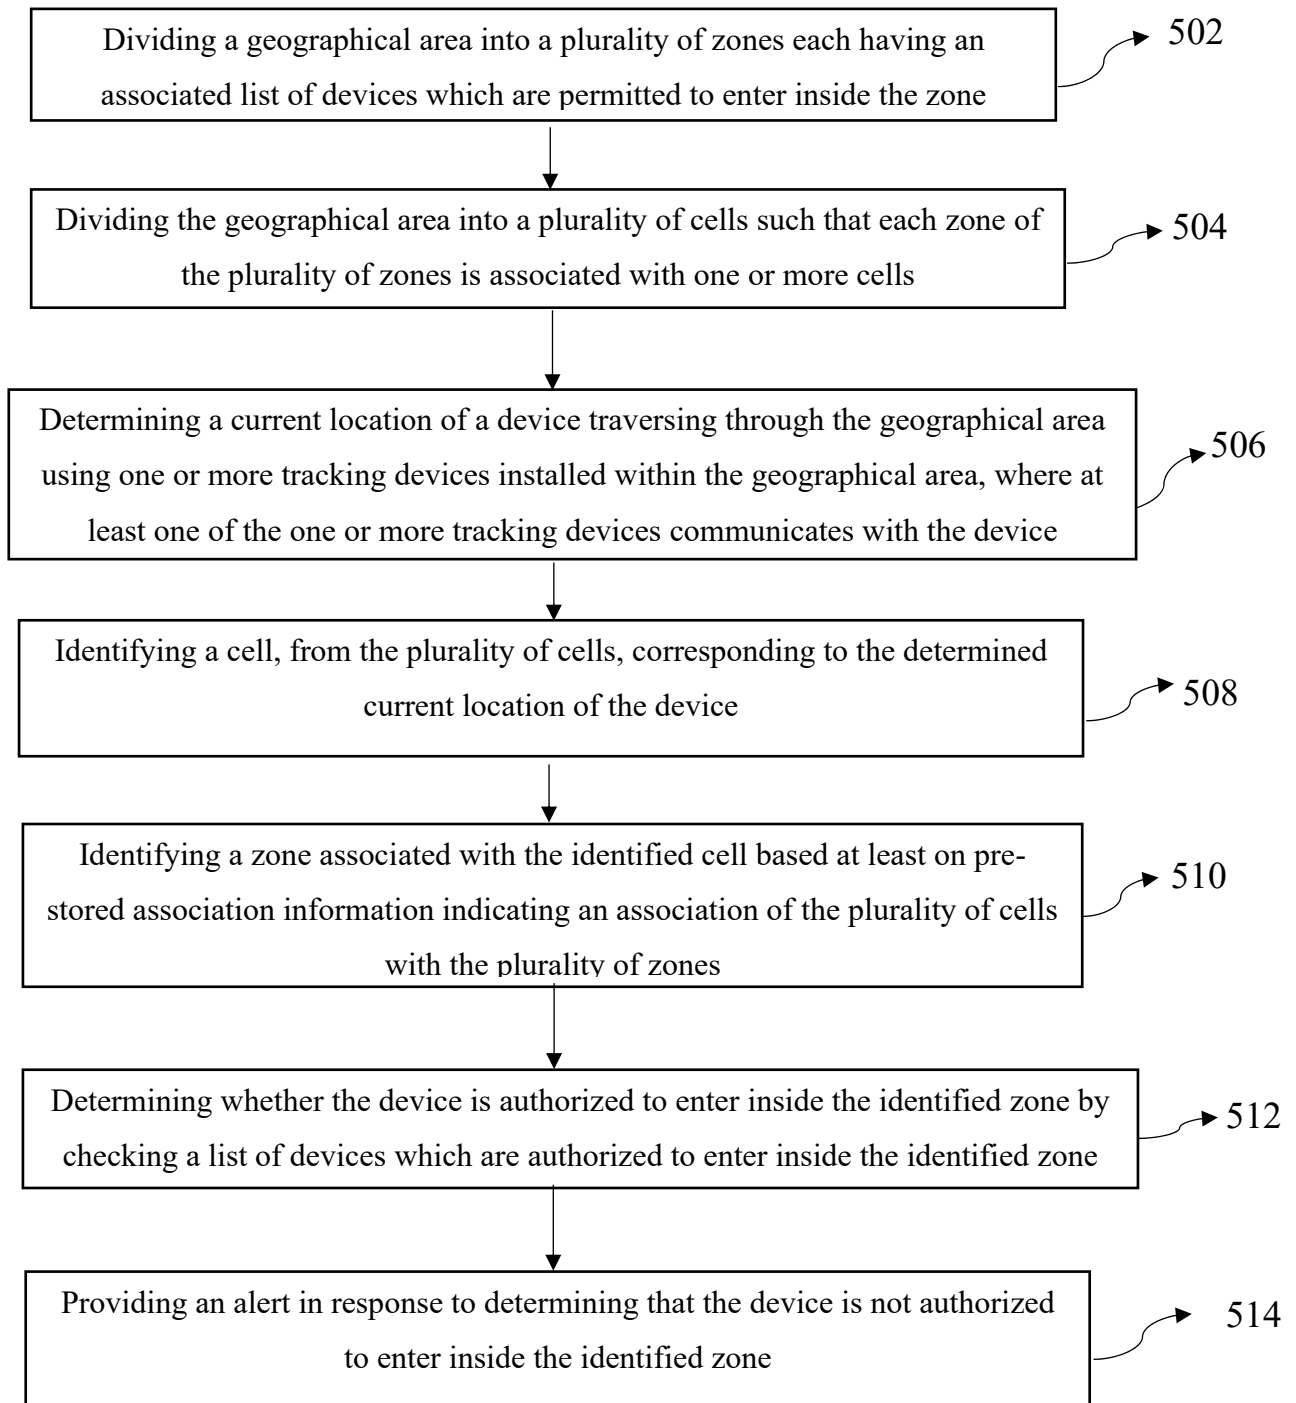 Dividing a geographical area into a plurality of zones each having an
associated list of devices which are permitted to enter inside the zone
502
Dividing the geographical area into a plurality of cells such that each zone of
the plurality of zones is associated with one or more cells
504
Determining a current location of a device traversing through the geographical area
using one or more tracking devices installed within the geographical area, where at
least one of the one or more tracking devices communicates with the device
506
Identifying a cell, from the plurality of cells, corresponding to the determined
current location of the device
508
Identifying a zone associated with the identified cell based at least on pre-
stored association information indicating an association of the plurality of cells
with the plurality of zones
510
Determining whether the device is authorized to enter inside the identified zone by
checking a list of devices which are authorized to enter inside the identified zone
512
Providing an alert in response to determining that the device is not authorized
to enter inside the identified zone
514